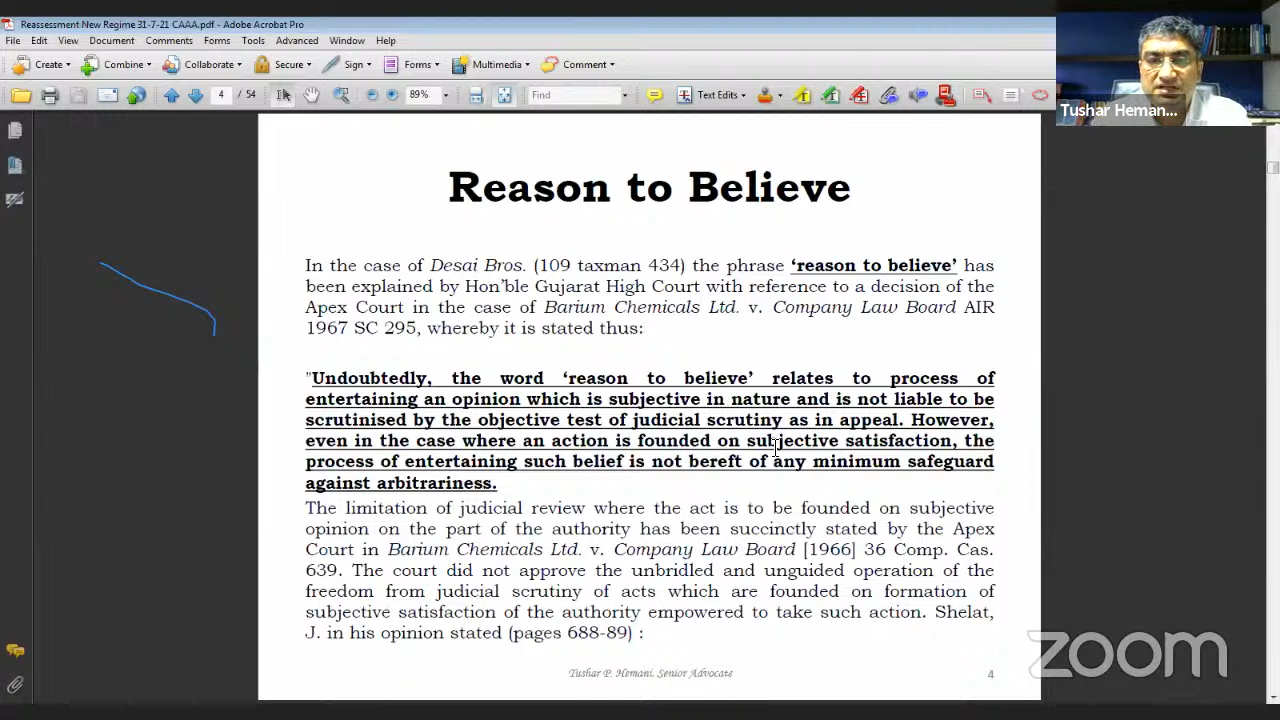 Reassessment New Regime 31-7-21 CAAA.pdf - Adobe Acrobat Pro
File Edit View Document Comments Forms Tools Advanced Window Help
Create Combine Collaborate Secure Sign Forms Multimedia Comment
4 / 54 89% Find Text Edits
Tushar Heman...
Reason to Believe
In the case of Desai Bros. (109 taxman 434) the phrase ‘reason to believe’ has
been explained by Hon’ble Gujarat High Court with reference to a decision of the
Apex Court in the case of Barium Chemicals Ltd. v. Company Law Board AIR
1967 SC 295, whereby it is stated thus:
"Undoubtedly, the word ‘reason to believe’ relates to process of
entertaining an opinion which is subjective in nature and is not liable to be
scrutinised by the objective test of judicial scrutiny as in appeal. However,
even in the case where an action is founded on subjective satisfaction, the
process of entertaining such belief is not bereft of any minimum safeguard
against arbitrariness.
The limitation of judicial review where the act is to be founded on subjective
opinion on the part of the authority has been succinctly stated by the Apex
Court in Barium Chemicals Ltd. v. Company Law Board [1966] 36 Comp. Cas.
639. The court did not approve the unbridled and unguided operation of the
freedom from judicial scrutiny of acts which are founded on formation of
subjective satisfaction of the authority empowered to take such action. Shelat,
J. in his opinion stated (pages 688-89) :
Tushar P. Hemani, Senior Advocate 4
zoom